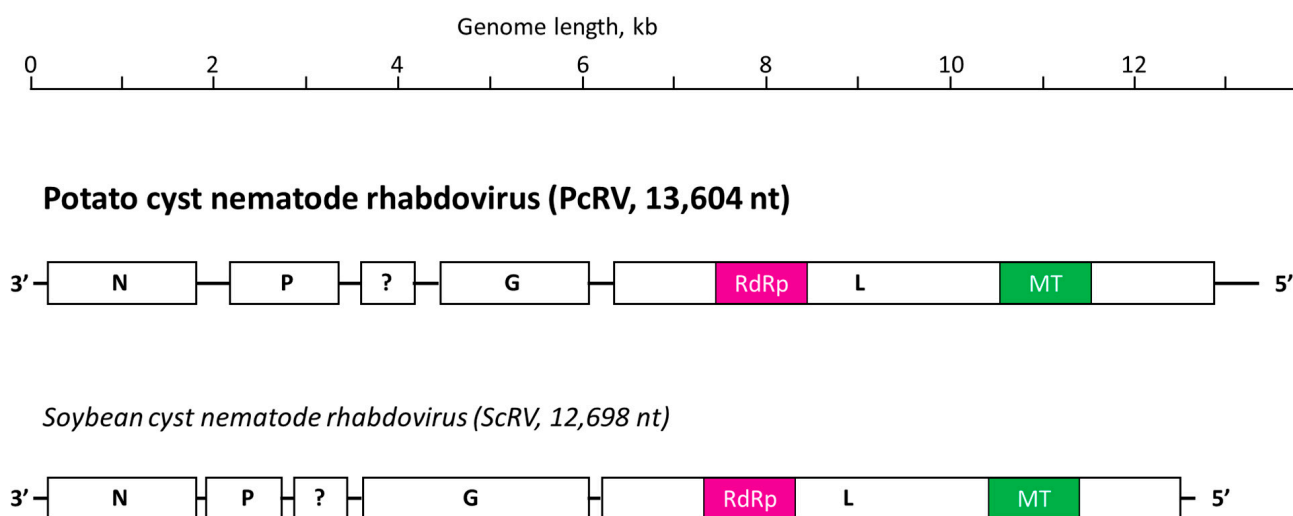 Genome length, kb
0 2 4 6 8 10 12
Potato cyst nematode rhabdovirus (PcRV, 13,604 nt)
3’ N P ? G RdRp L MT 5’
Soybean cyst nematode rhabdovirus (ScRV, 12,698 nt)
3’ N P ? G RdRp L MT 5’